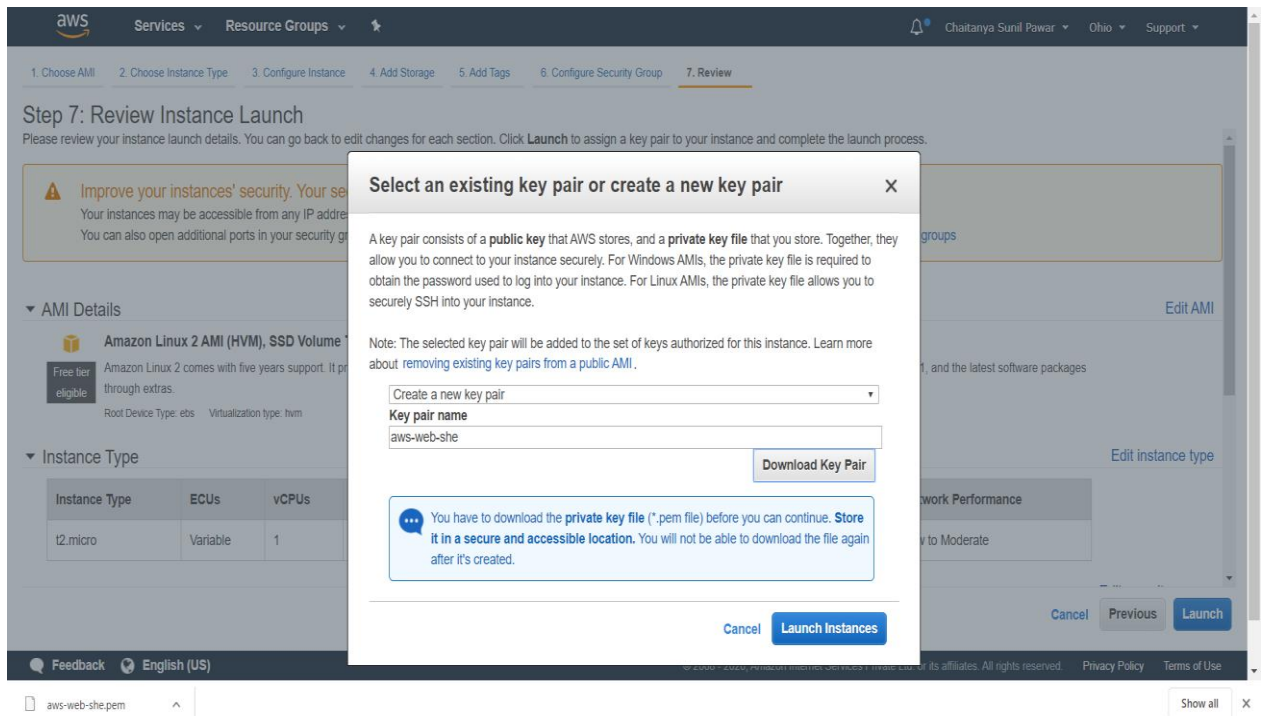 aws Services Resource Groups Chaitanya Sunil Pawar Ohio Support
1. Choose AMI 2. Choose Instance Type 3. Configure Instance 4. Add Storage 5. Add Tags 6. Configure Security Group 7. Review
Step 7: Review Instance Launch
Please review your instance launch details. You can go back to edit changes for each section. Click Launch to assign a key pair to your instance and complete the launch process.
Improve your instances' security. Your
Your instances may be accessible from any IP
You can also open additional ports in your security
groups
AMI Details
Edit AMI
Amazon Linux 2 AMI (HVM), SSD Volume
Free tier eligible
Amazon Linux 2 comes with five years support. It
and the latest software packages
through extras.
Root Device Type: ebs Virtualization type: hvm
Instance Type
Edit instance type
Instance Type ECUs vCPUs
Performance
t2.micro Variable 1
to Moderate
Cancel Previous Launch
Select an existing key pair or create a new key pair X
A key pair consists of a public key that AWS stores, and a private key file that you store. Together, they
allow you to connect to your instance securely. For Windows AMIs, the private key file is required to
obtain the password used to log into your instance. For Linux AMIs, the private key file allows you to
securely SSH into your instance.
Note: The selected key pair will be added to the set of keys authorized for this instance. Learn more
about removing existing key pairs from a public AMI.
Create a new key pair
Key pair name
aws-web-she
Download Key Pair
You have to download the private key file (*.pem file) before you can continue. Store
it in a secure and accessible location. You will not be able to download the file again
after it's created.
Cancel Launch Instances
Feedback English (US)
or its affiliates. All rights reserved. Privacy Policy Terms of Use
aws-web-she.pem
Show all X